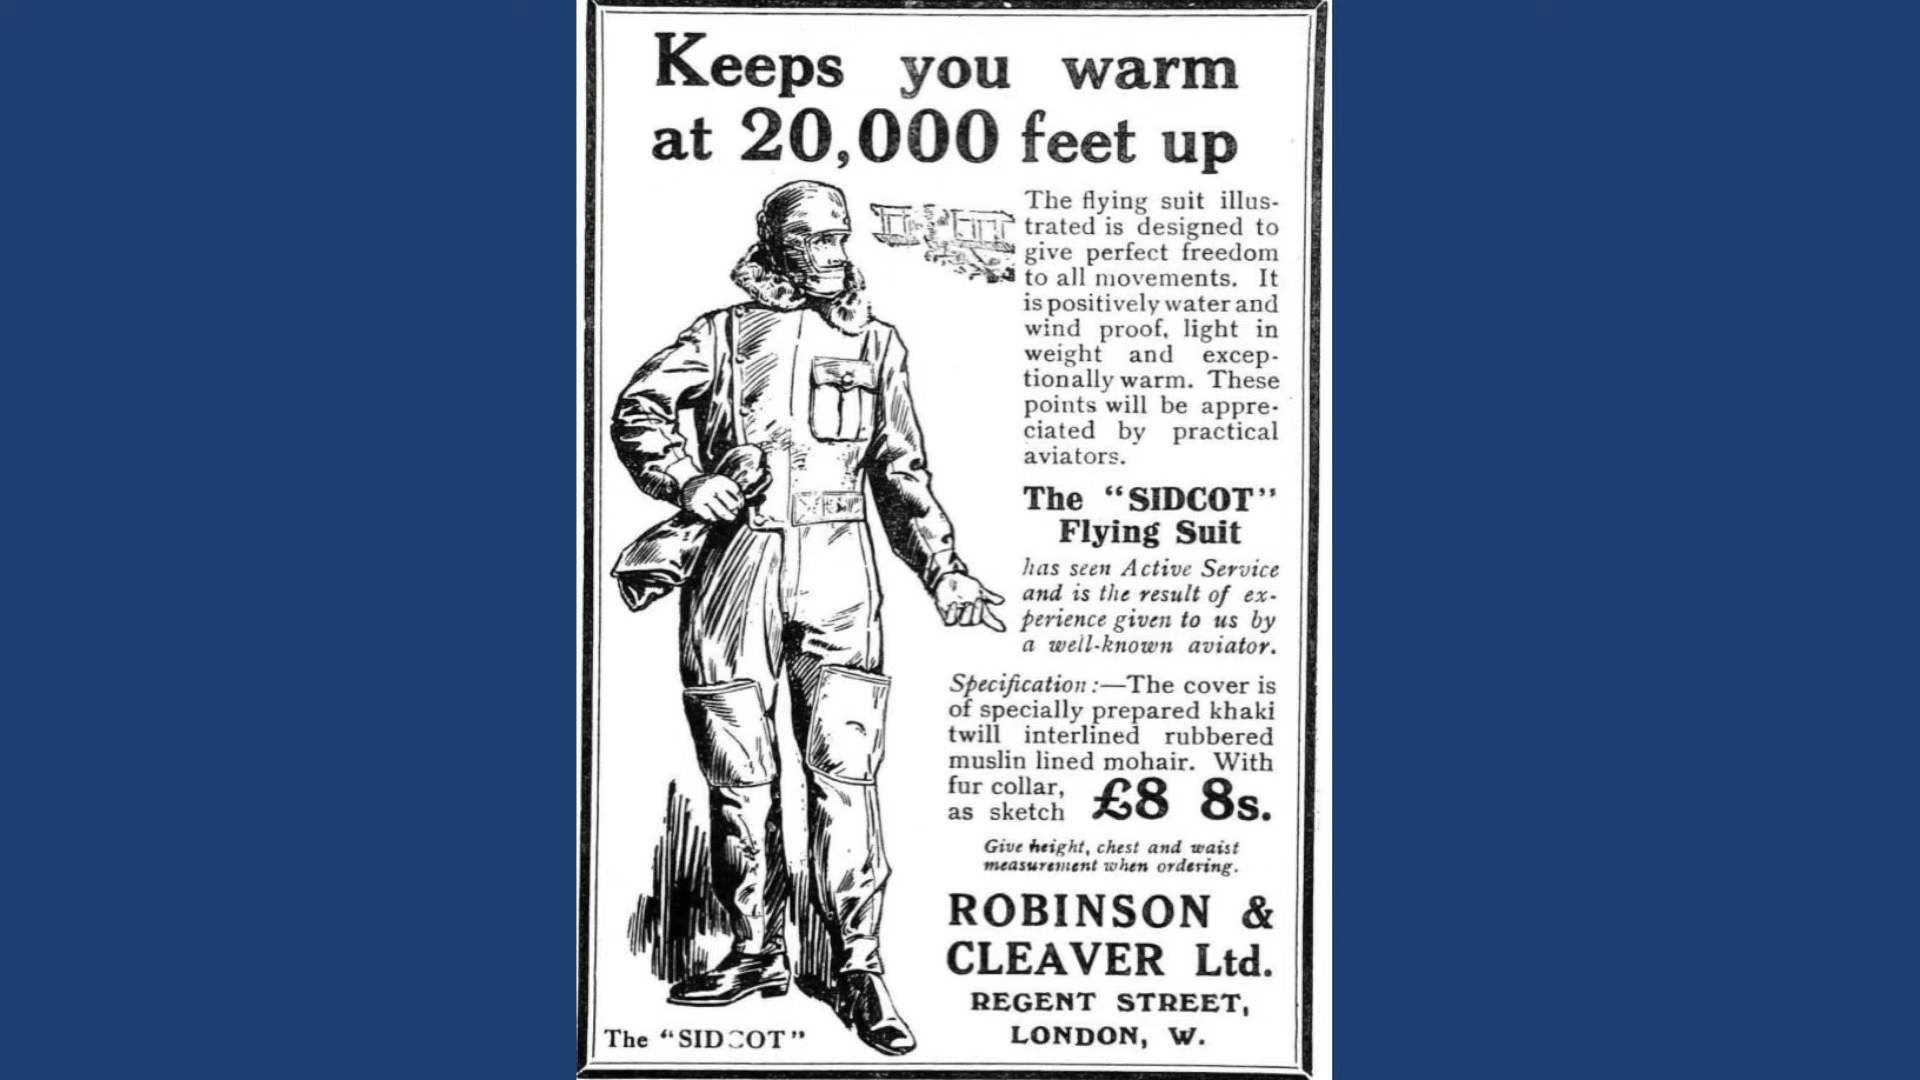 Keeps you warm
at 20,000 feet up
The flying suit illus-
trated is designed to
give perfect freedom
to all movements. It
is positively water and
wind proof, light in
weight and excep-
tionally warm. These
points will be appre-
ciated by practical
aviators.
The "SIDCOT"
Flying Suit
has seen Active Service
and is the result of ex-
perience given to us by
a well-known aviator.
Specification:—The cover is
of specially prepared khaki
twill interlined rubbered
muslin lined mohair. With
fur collar,
as sketch £8 8s.
Give height, chest and waist
measurement when ordering.
ROBINSON &
CLEAVER Ltd.
REGENT STREET,
LONDON, W.
The "SIDCOT"